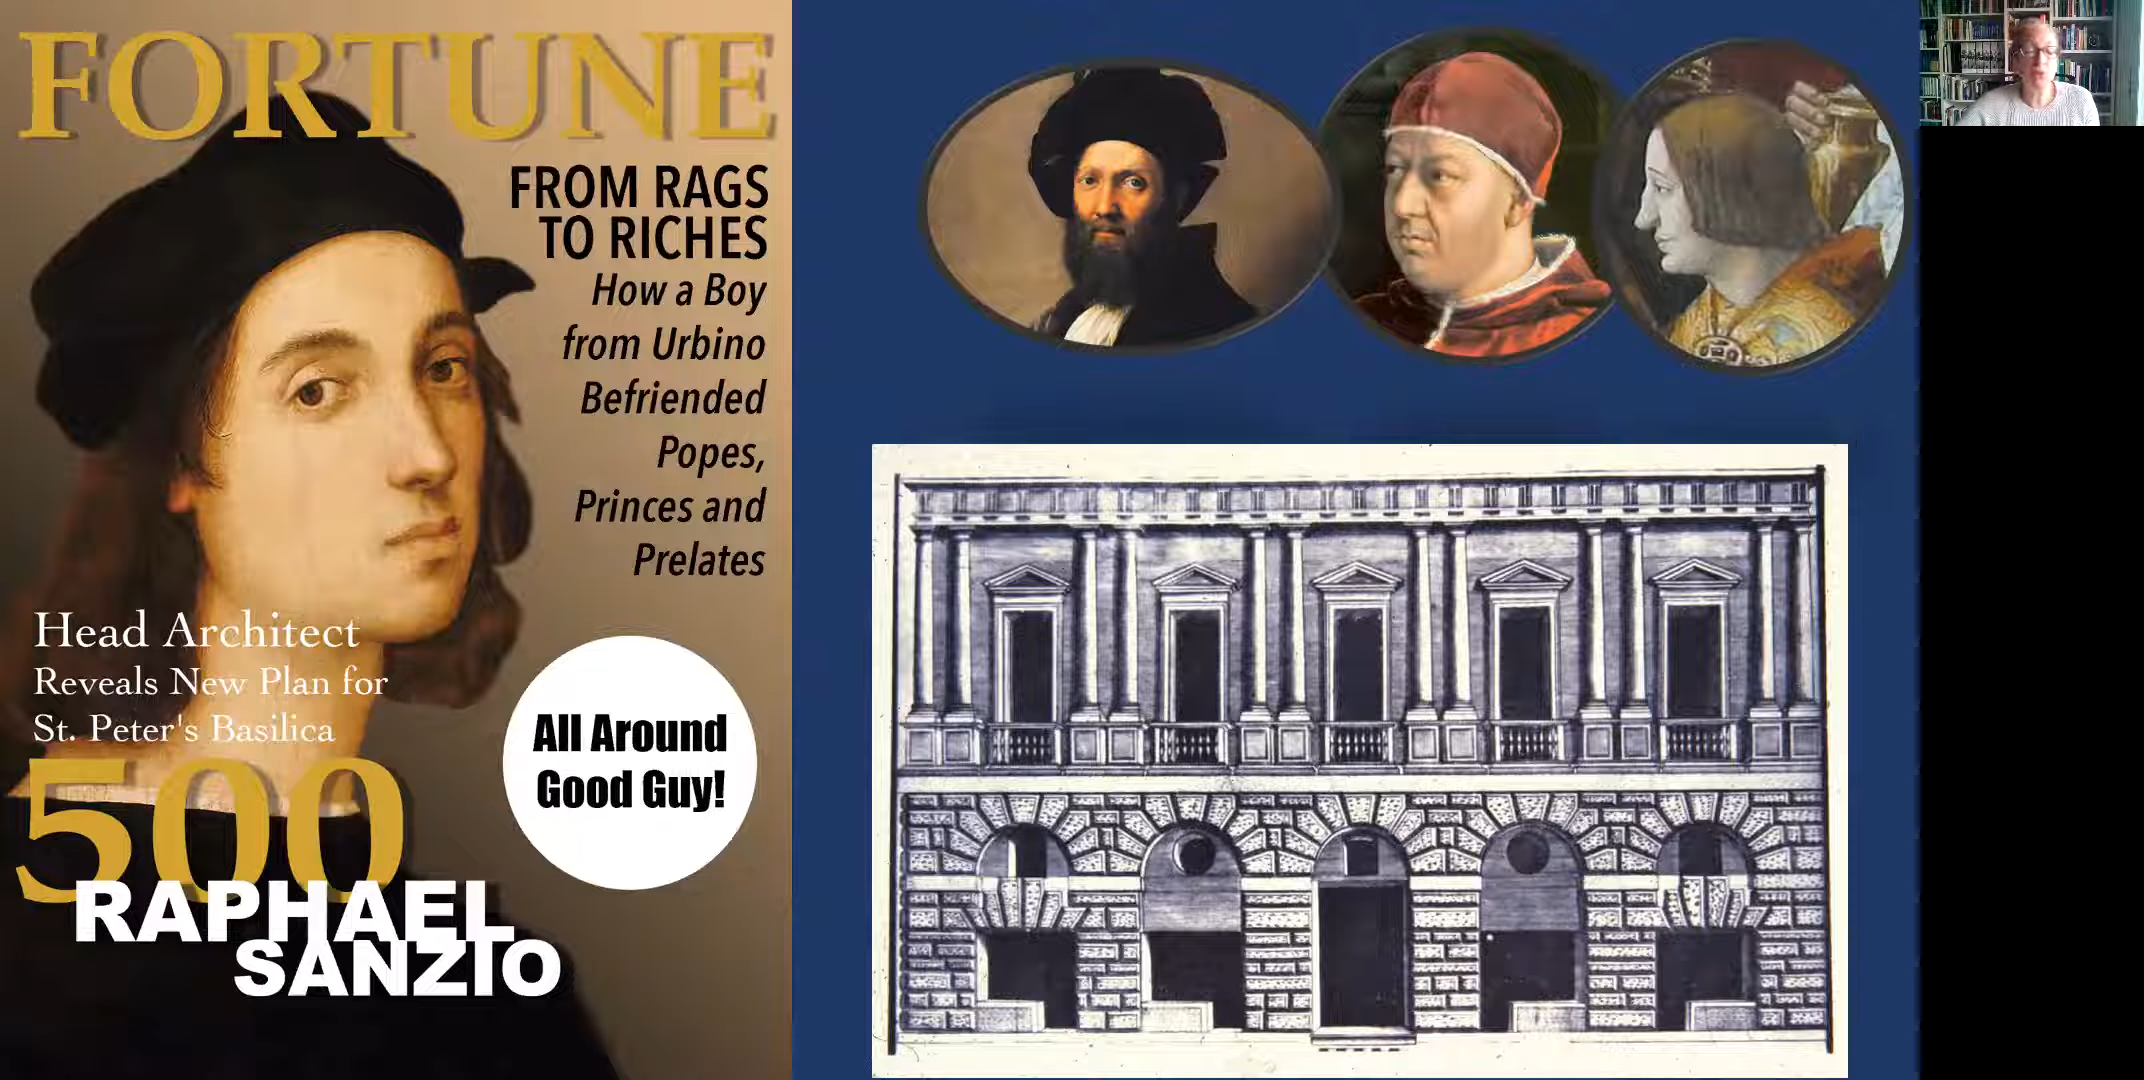 FORTUNE
FROM RAGS
TO RICHES
How a Boy
from Urbino
Befriended
Popes,
Princes and
Prelates
Head Architect
Reveals New Plan for
St. Peter's Basilica
All Around
Good Guy!
500
RAPHAEL
SANZIO